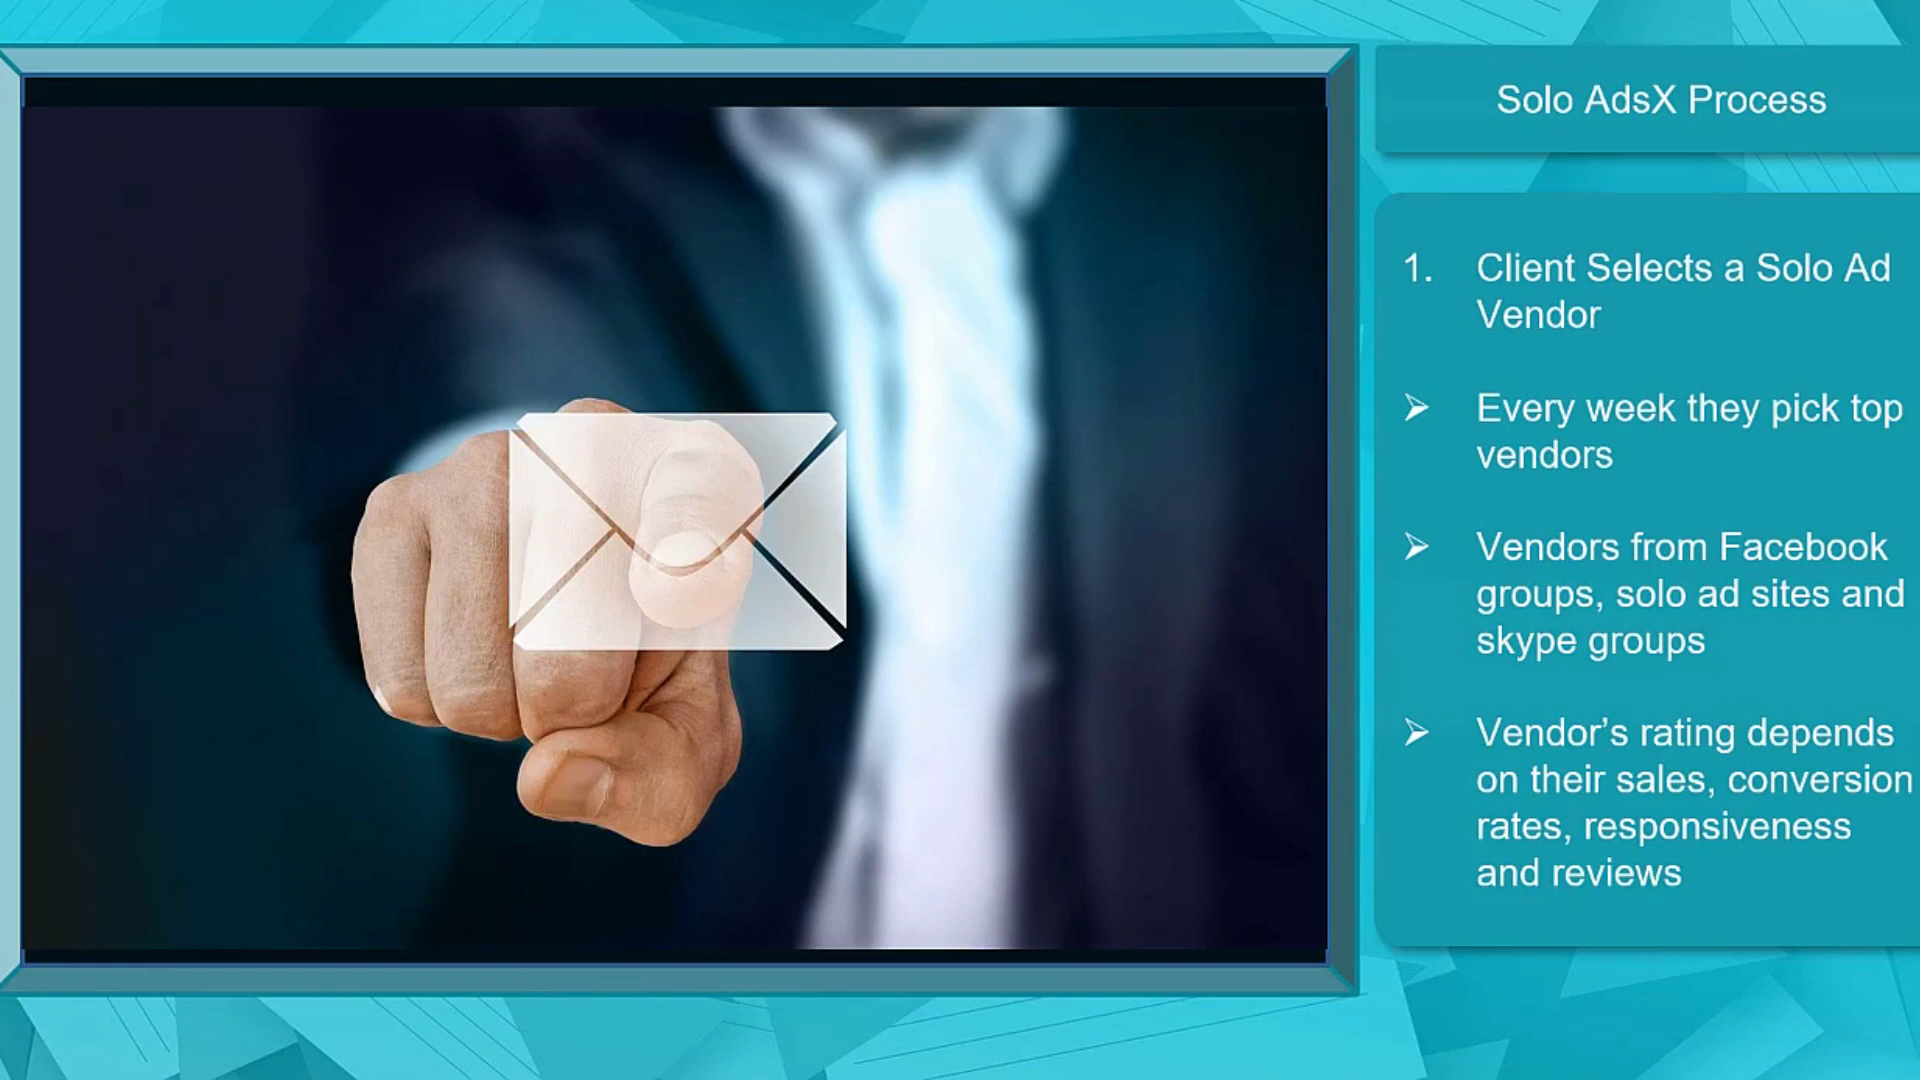 Solo AdsX Process
1. Client Selects a Solo Ad
Vendor
➢ Every week they pick top
vendors
➢ Vendors from Facebook
groups, solo ad sites and
skype groups
➢ Vendor’s rating depends
on their sales, conversion
rates, responsiveness
and reviews